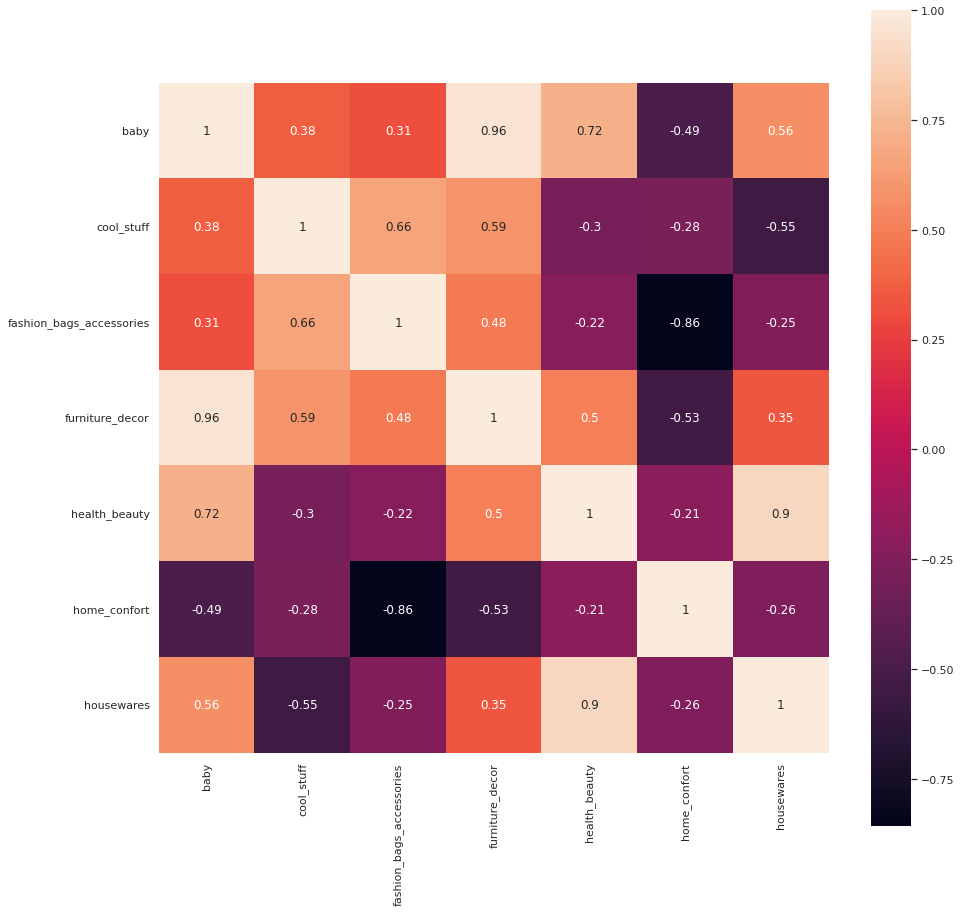 1.00
baby 1 0.38 0.31 0.96 0.72 -0.49 0.56
0.75
cool_stuff 0.38 1 0.66 0.59 -0.3 -0.28 -0.55
0.50
fashion_bags_accessories 0.31 0.66 1 0.48 -0.22 -0.86 -0.25
0.25
furniture_decor 0.96 0.59 0.48 1 0.5 -0.53 0.35
0.00
health_beauty 0.72 -0.3 -0.22 0.5 1 -0.21 0.9
−0.25
home_confort -0.49 -0.28 -0.86 -0.53 -0.21 1 -0.26
−0.50
housewares 0.56 -0.55 -0.25 0.35 0.9 -0.26 1
−0.75
baby
cool_stuff
fashion_bags_accessories
furniture_decor
health_beauty
home_confort
housewares